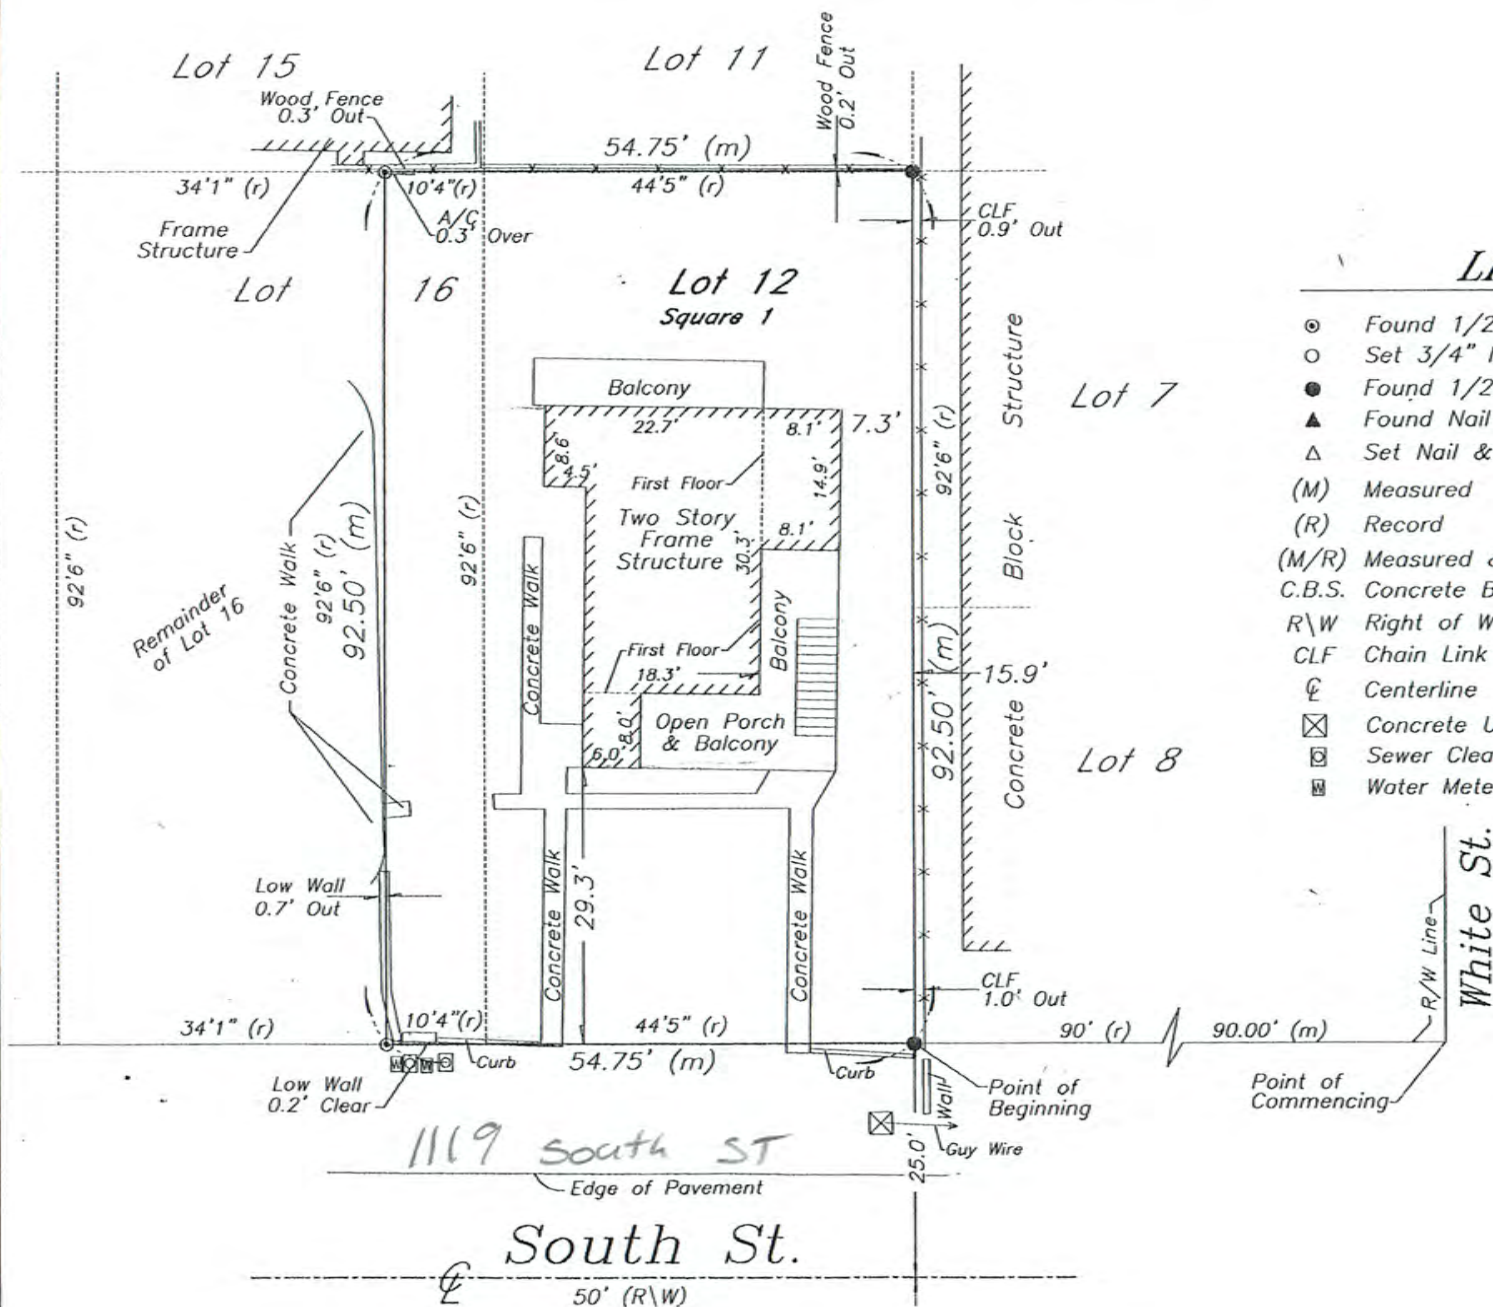 Lot 15
Lot 11
Wood Fence
0.2' Out
Wood Fence
0.3' Out
54.75' (m)
34'1" (r)
10'4"(r)
44'5" (r)
A/C
0.3' Over
CLF
0.9' Out
Frame
Structure
Lot 16
Lot 12
Square 1
Balcony
22.7'
8.1'
7.3'
8.6'
4.5'
14.9'
First Floor
Two Story
Frame
Structure
30.3'
8.1'
Balcony
First Floor
18.3'
8.0'
6.0'
Open Porch
& Balcony
Concrete Walk
92'6" (r)
92'6" (r)
92.50' (m)
Concrete Walk
92'6" (r)
Remainder
of Lot 16
92'6" (r)
92.50' (m)
15.9'
Concrete Block Structure
Lot 7
Lot 8
Found 1/2
Set 3/4"
Found 1/2
Found Nail
Set Nail &
(M) Measured
(R) Record
(M/R) Measured
C.B.S. Concrete
R\W Right of
CLF Chain Link
℄ Centerline
Concrete
Sewer
W Water
White St.
R/W Line
Low Wall
0.7' Out
Concrete Walk
29.3'
Concrete Walk
CLF
1.0' Out
34'1" (r)
10'4"(r)
44'5" (r)
90' (r)
90.00' (m)
W
W
Curb
54.75' (m)
Curb
Low Wall
0.2' Clear
Wall
Point of
Beginning
Point of
Commencing
Guy Wire
25.0'
1119 South ST
Edge of Pavement
South St.
℄
50' (R\W)